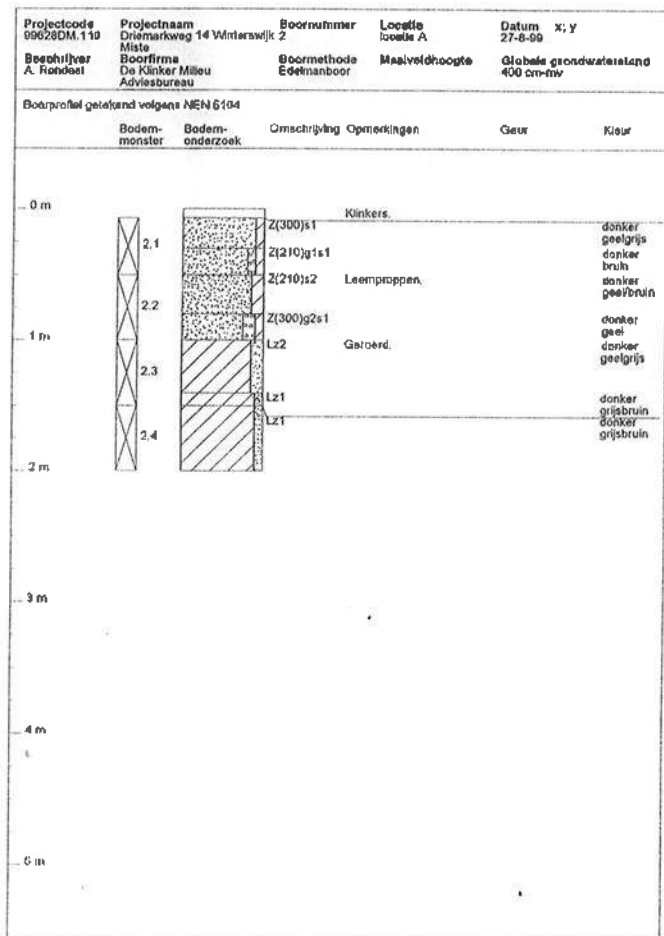 Projectcode Projectnaam Boornummer Locatie Datum x; y
99628DM.110 Driemarkweg 14 Winterswijk 2 locatie A 27-8-99
Miste
Beschrijver Boorfirma Boormethode Maaiveldhoogte Globale grondwaterstand
A. Rondeel De Klinker Milieu Edelmanboor 400 cm-mv
Adviesbureau
Boorprofiel getekend volgens NEN 5104
Bodem- Bodem- Omschrijving Opmerkingen Geur Kleur
monster onderzoek
0 m
Klinkers.
2.1 Z(300)s1 donker
geelgrijs
Z(210)g1s1 donker
bruin
Z(210)s2 Leemproppen. donker
geel/bruin
2.2
Z(300)g2s1 donker
geel
1 m Lz2 Geroerd. donker
geelgrijs
2.3
Lz1 donker
grijsbruin
Lz1 donker
grijsbruin
2.4
2 m
3 m
4 m
5 m